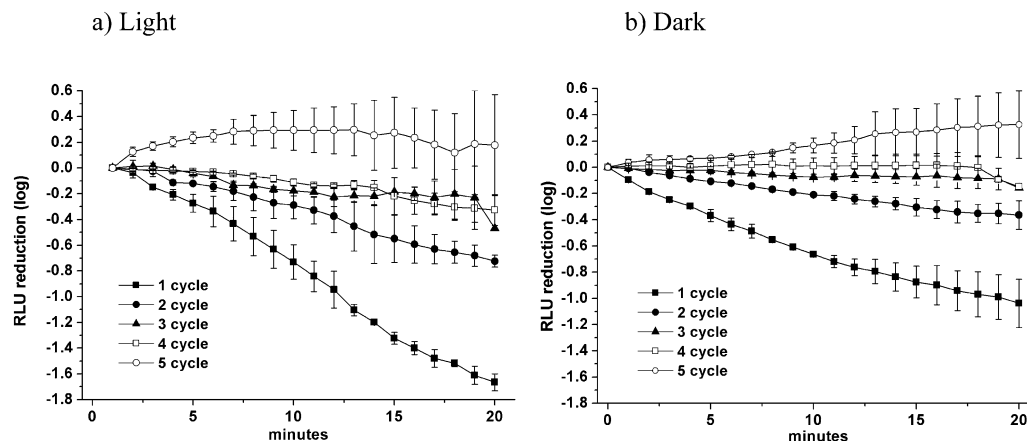 a) Light
b) Dark
RLU reduction (log)
0.6
0.4
0.2
0.0
-0.2
-0.4
-0.6
-0.8
-1.0
-1.2
-1.4
-1.6
-1.8
1 cycle
2 cycle
3 cycle
4 cycle
5 cycle
0 5 10 15 20
minutes
RLU reduction (log)
0.6
0.4
0.2
0.0
-0.2
-0.4
-0.6
-0.8
-1.0
-1.2
-1.4
-1.6
-1.8
1 cycle
2 cycle
3 cycle
4 cycle
5 cycle
0 5 10 15 20
minutes